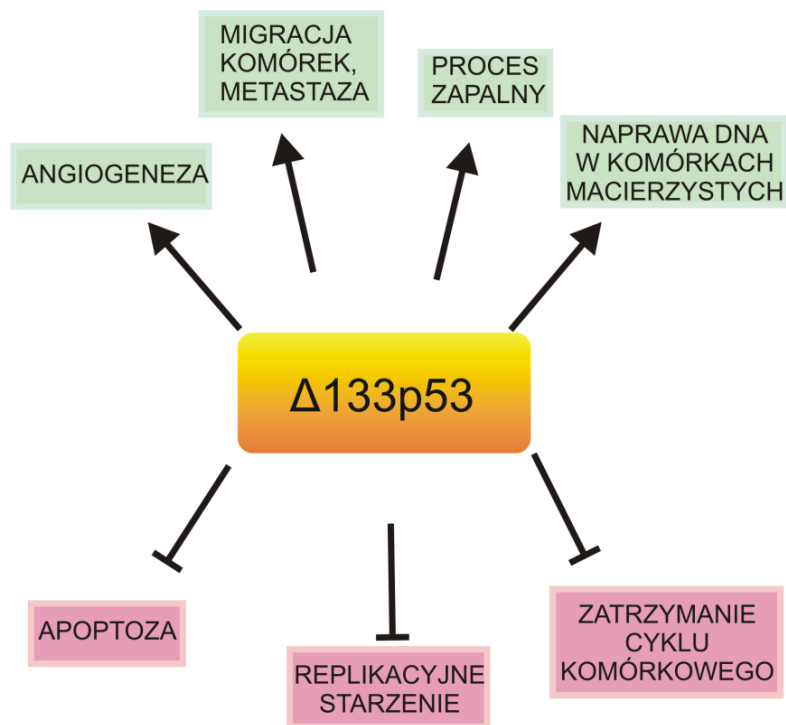 MIGRACJA
KOMÓREK,
METASTAZA
PROCES
ZAPALNY
ANGIOGENEZA
NAPRAWA DNA
W KOMÓRKACH
MACIERZYSTYCH
Δ133p53
APOPTOZA
REPLIKACYJNE
STARZENIE
ZATRZYMANIE
CYKLU
KOMÓRKOWEGO